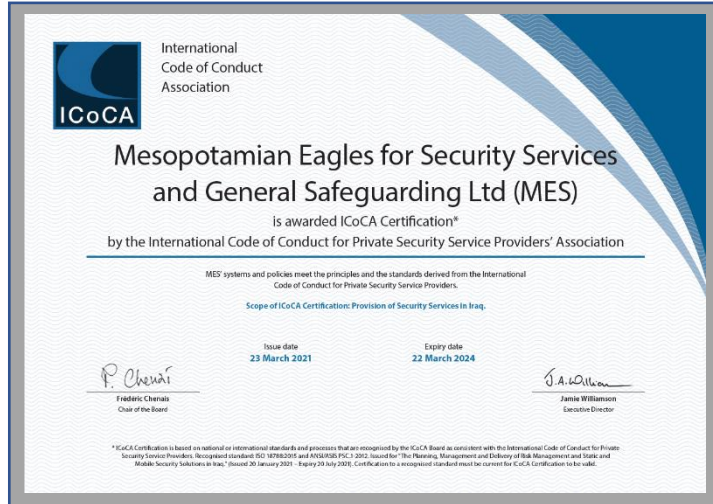 ICoCA
International
Code of Conduct
Association
Mesopotamian Eagles for Security Services
and General Safeguarding Ltd (MES)
is awarded ICoCA Certification*
by the International Code of Conduct for Private Security Service Providers' Association
MES' systems and policies meet the principles and the standards derived from the International
Code of Conduct for Private Security Service Providers.
Scope of ICoCA Certification: Provision of Security Services in Iraq.
Issue date
23 March 2021
Expiry date
22 March 2024
P. Chenais
Frédéric Chenais
Chair of the Board
J.A. Williamson
Jamie Williamson
Executive Director
* ICoCA Certification is based on national or international standards and processes that are recognised by the ICoCA Board as consistent with the International Code of Conduct for Private
Security Service Providers. Recognised standard: ISO 18788:2015 and ANSI/ASIS PSC.1-2012. Issued for "The Planning, Management and Delivery of Risk Management and Static and
Mobile Security Solutions in Iraq." (Issued 20 January 2021 – Expiry 20 July 2021). Certification to a recognised standard must be current for ICoCA Certification to be valid.